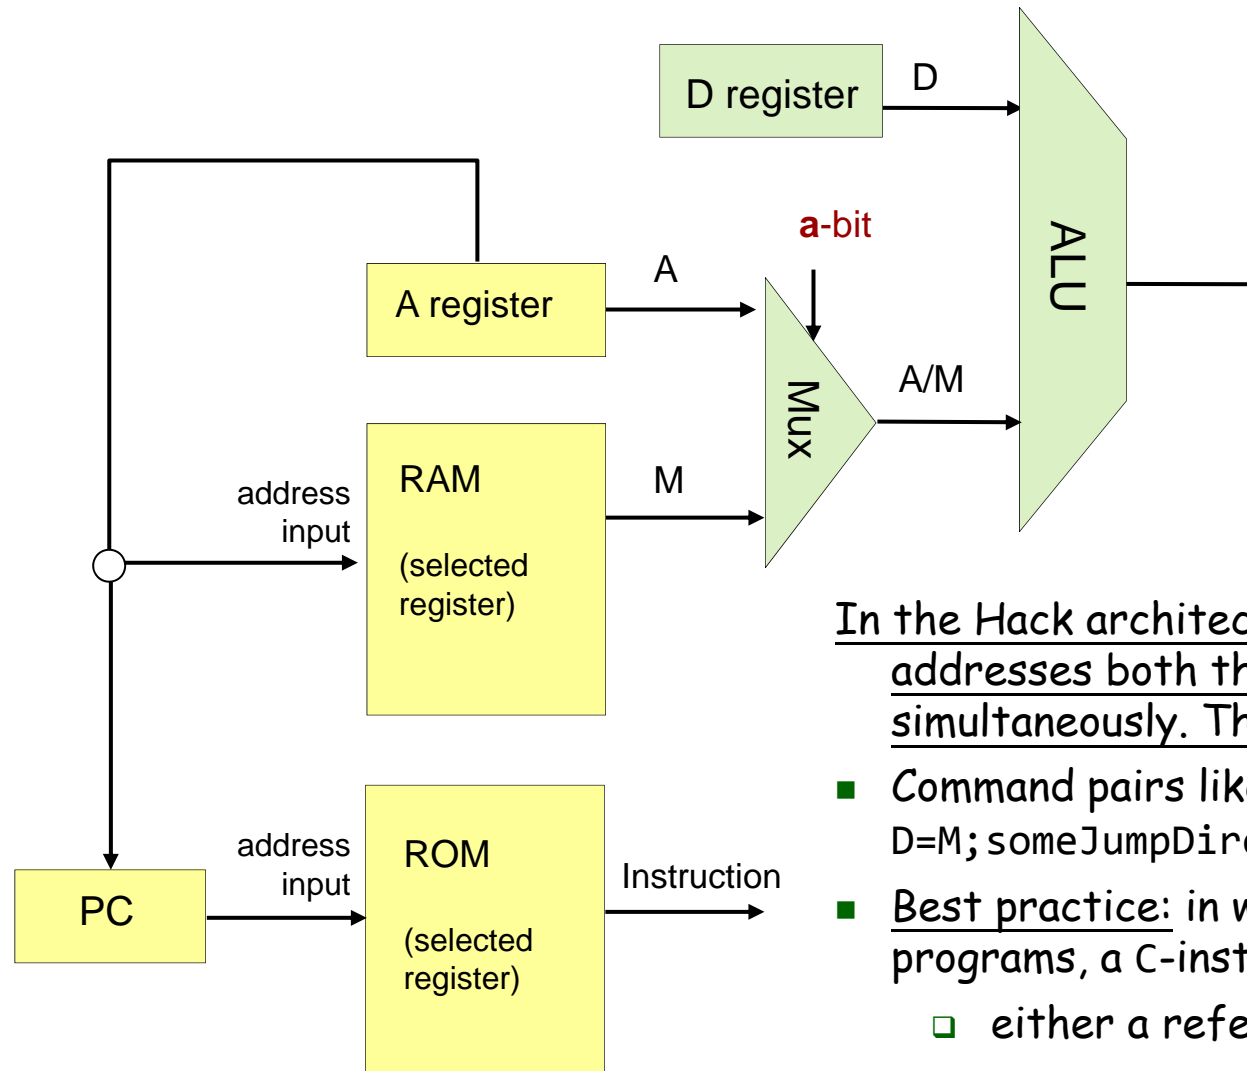 D register
D
ALU
a-bit
A register
A
Mux
A/M
RAM
(selected
register)
M
address
input
ROM
(selected
register)
address
input
Instruction
PC
In the Hack architec
addresses both th
simultaneously. Th
Command pairs lik
D=M;someJumpDire
Best practice: in w
programs, a C-inst
either a refe